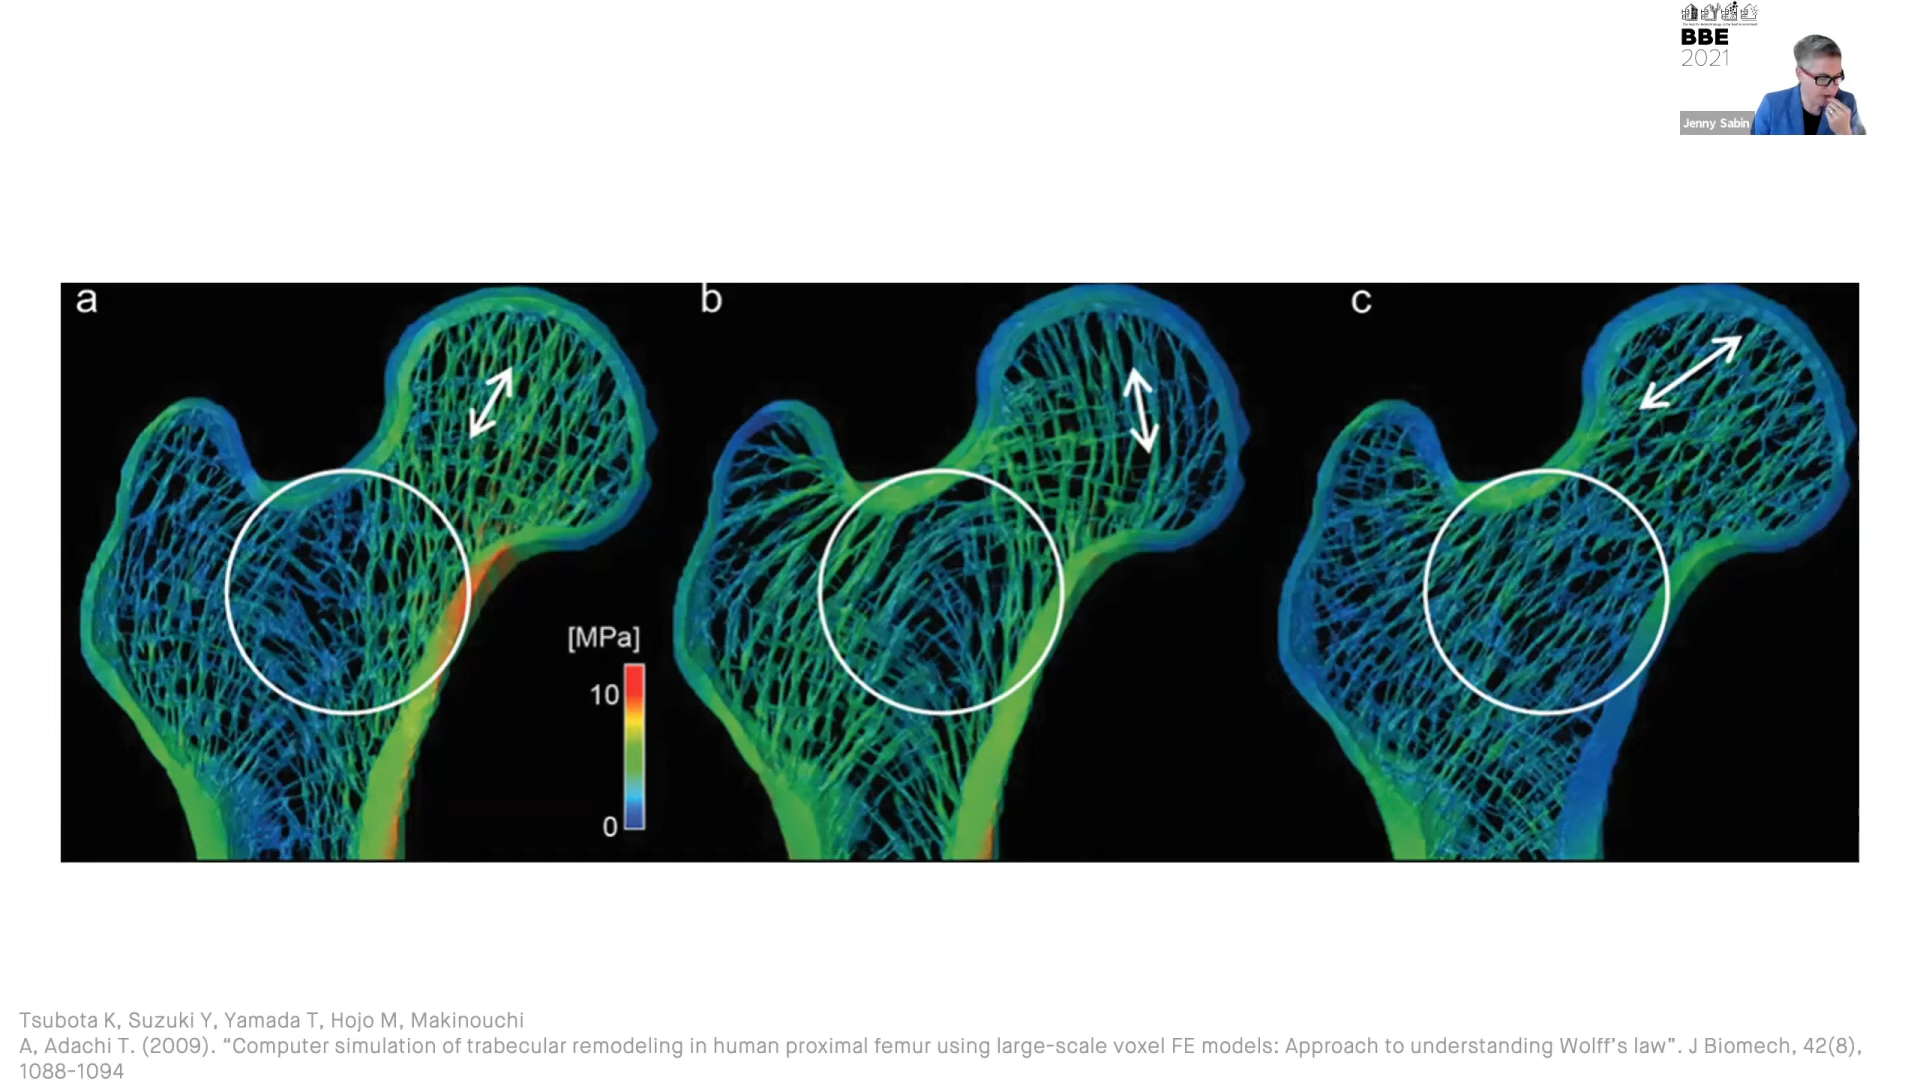 BBE
2021
Jenny Sabin
a
b
c
[MPa]
10
0
Tsubota K, Suzuki Y, Yamada T, Hojo M, Makinouchi
A, Adachi T. (2009). “Computer simulation of trabecular remodeling in human proximal femur using large-scale voxel FE models: Approach to understanding Wolff’s law”. J Biomech, 42(8),
1088-1094